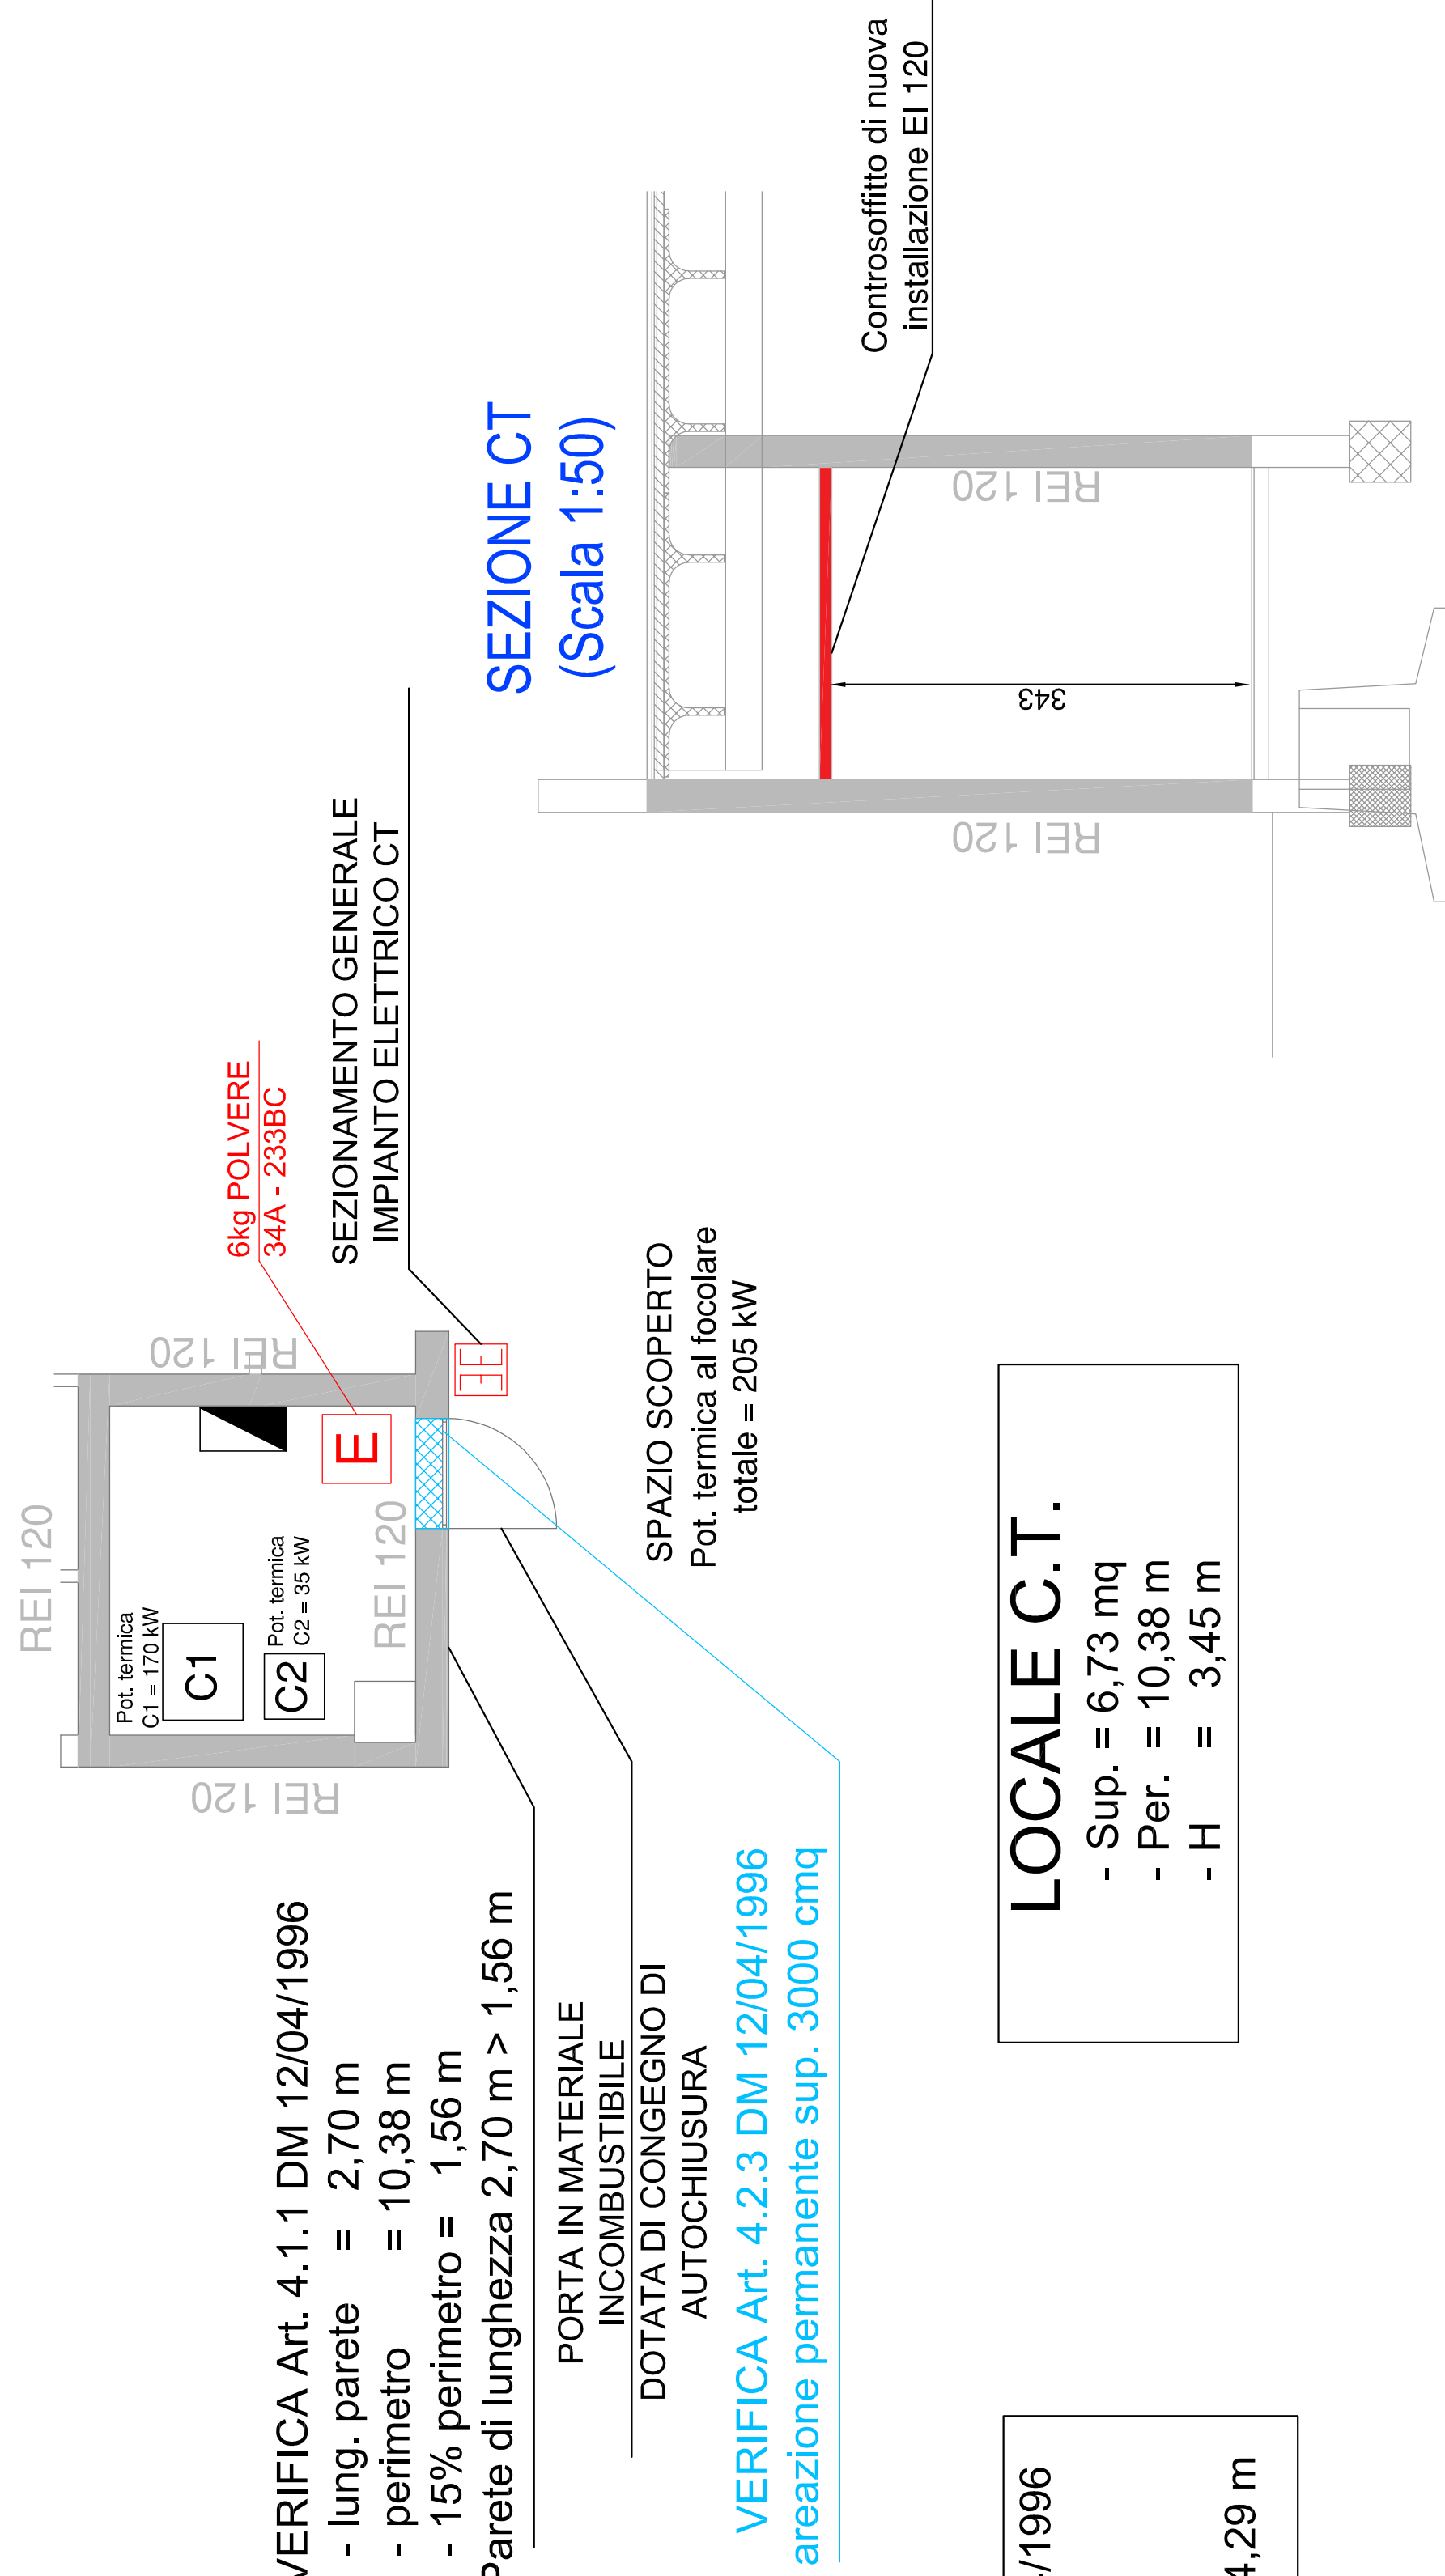 REI 120
REI 120
REI 120
REI 120
Pot. termica
C1 = 170 kW
C1
Pot. termica
C2 = 35 kW
C2
E
6kg POLVERE
34A - 233BC
SEZIONAMENTO GENERALE
IMPIANTO ELETTRICO CT
VERIFICA Art. 4.1.1 DM 12/04/1996
- lung. parete = 2,70 m
- perimetro = 10,38 m
- 15% perimetro = 1,56 m
Parete di lunghezza 2,70 m > 1,56 m
PORTA IN MATERIALE
INCOMBUSTIBILE
DOTATA DI CONGEGNO DI
AUTOCHIUSURA
VERIFICA Art. 4.2.3 DM 12/04/1996
areazione permanente sup. 3000 cmq
SPAZIO SCOPERTO
Pot. termica al focolare
totale = 205 kW
SEZIONE CT
(Scala 1:50)
Controsoffitto di nuova
installazione EI 120
REI 120
REI 120
343
LOCALE C.T.
- Sup. = 6,73 mq
- Per. = 10,38 m
- H = 3,45 m
/1996
4,29 m